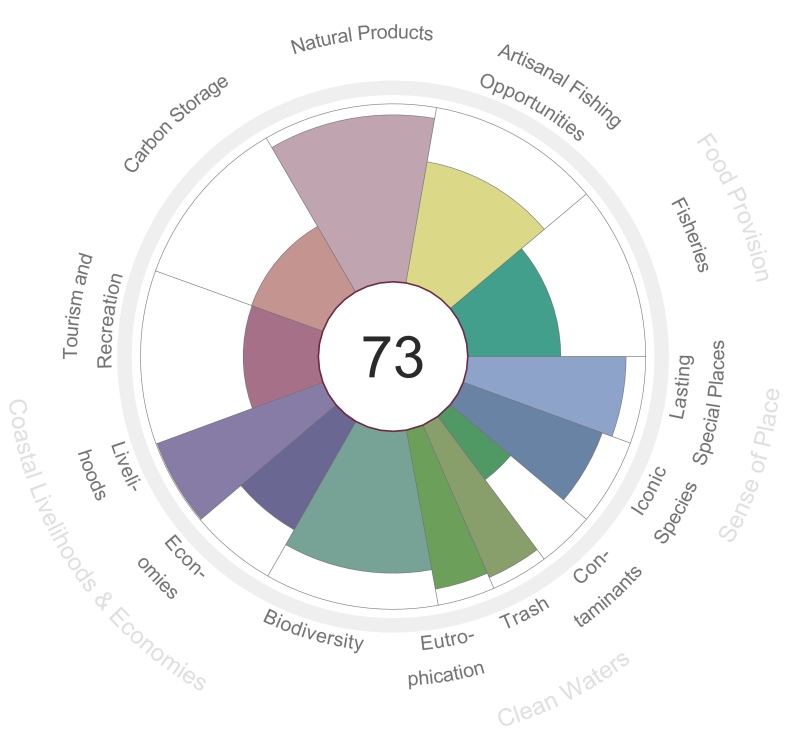 Natural Products
Artisanal Fishing
Opportunities
Carbon Storage
Food Provision
Fisheries
Tourism and
Recreation
73
Lasting
Special Places
Sense of Place
Iconic
Species
Liveli-
hoods
Coastal Livelihoods & Economies
Econ-
omies
Con-
taminants
Trash
Biodiversity
Eutro-
phication
Clean Waters